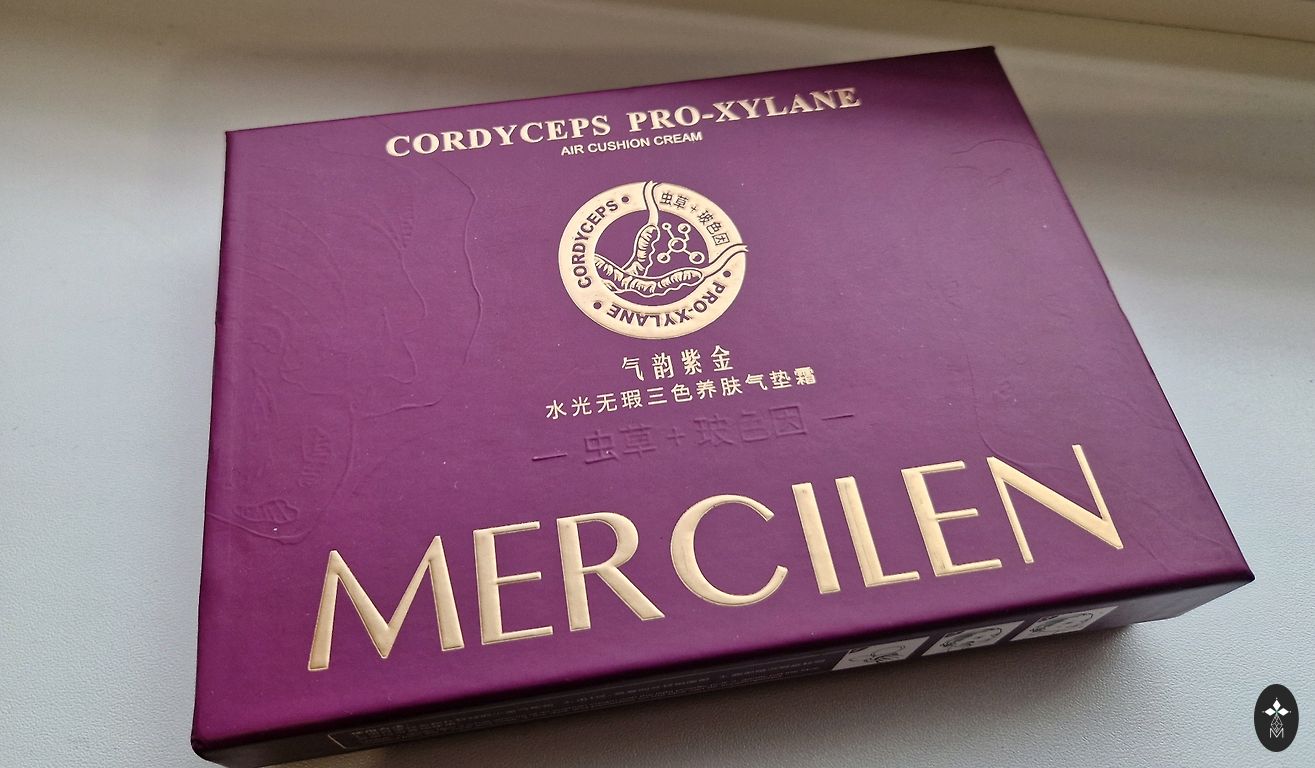 CORDYCEPS PRO-XYLANE
AIR CUSHION CREAM
CORDYCEPS
虫草+玻色因
PRO-XYLANE
气韵紫金
水光无瑕三色养肤气垫霜
— 虫草+玻色因 —
MERCILEN
M